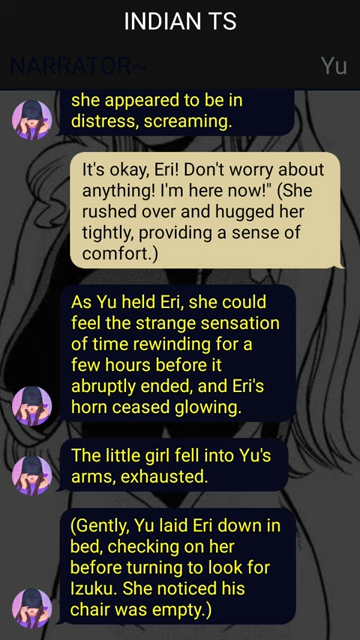 INDIAN TS
NARRATOR~ Yu
she appeared to be in
distress, screaming.
It's okay, Eri! Don't worry about
anything! I'm here now!" (She
rushed over and hugged her
tightly, providing a sense of
comfort.)
As Yu held Eri, she could
feel the strange sensation
of time rewinding for a
few hours before it
abruptly ended, and Eri's
horn ceased glowing.
The little girl fell into Yu's
arms, exhausted.
(Gently, Yu laid Eri down in
bed, checking on her
before turning to look for
Izuku. She noticed his
chair was empty.)